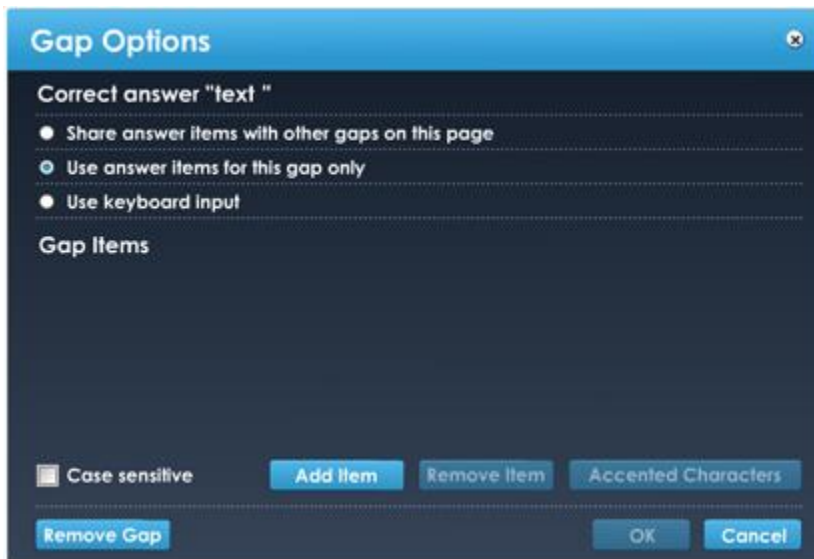 Gap Options
Correct answer "text "
Share answer items with other gaps on this page
Use answer items for this gap only
Use keyboard input
Gap Items
Case sensitive Add Item Remove Item Accented Characters
Remove Gap OK Cancel